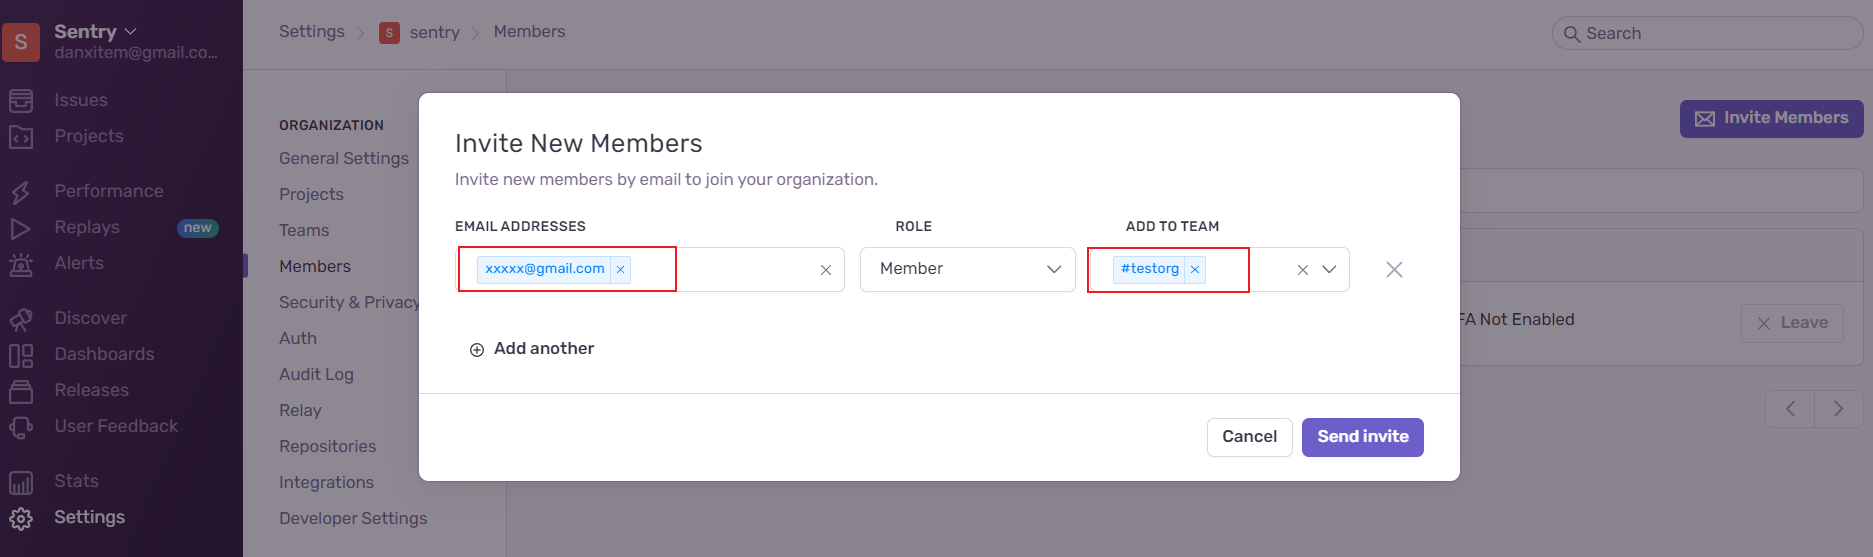 S
Sentry
danxitem@gmail.co...
Issues
Projects
Performance
Replays new
Alerts
Discover
Dashboards
Releases
User Feedback
Stats
Settings
Settings S sentry Members
Search
ORGANIZATION
General Settings
Projects
Teams
Members
Security & Privacy
Auth
Audit Log
Relay
Repositories
Integrations
Developer Settings
Invite Members
FA Not Enabled
Leave
Invite New Members
Invite new members by email to join your organization.
EMAIL ADDRESSES ROLE ADD TO TEAM
xxxxx@gmail.com Member #testorg
Add another
Cancel Send invite